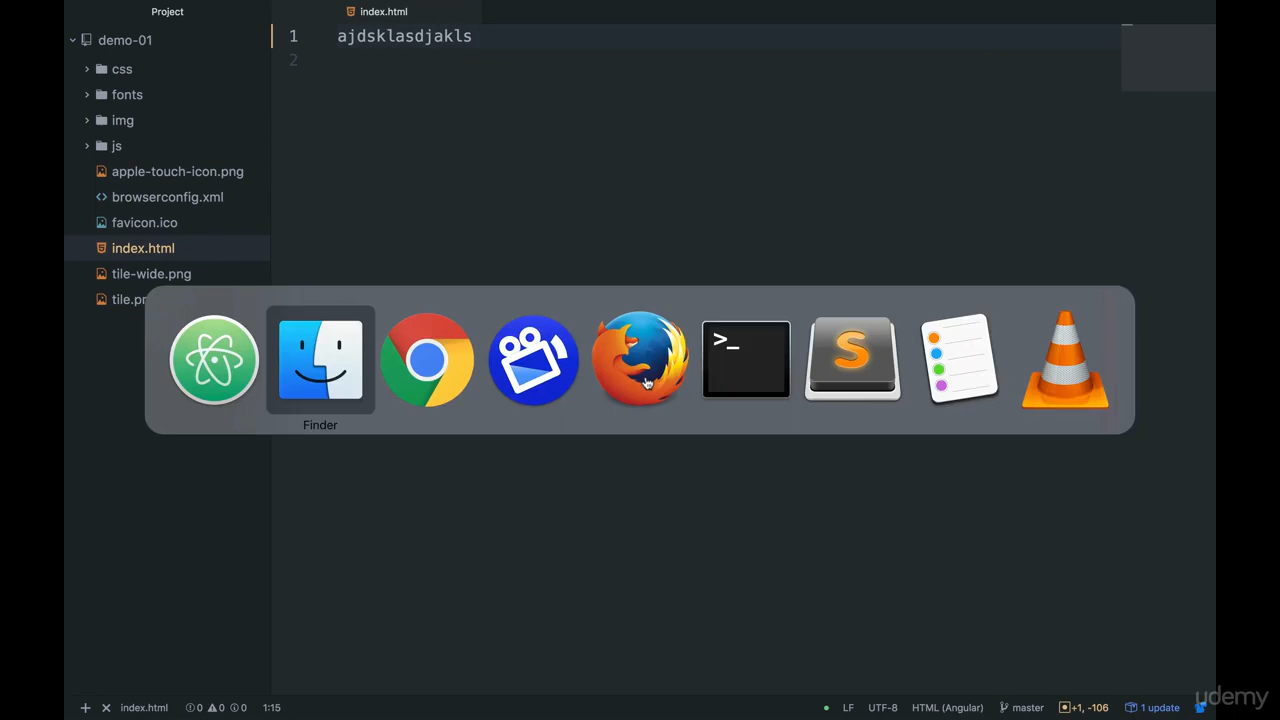 Project
index.html
demo-01
1 ajdsklasdjakls
2
css
fonts
img
js
apple-touch-icon.png
browserconfig.xml
favicon.ico
index.html
tile-wide.png
tile.pn
>_
S
Finder
index.html 0 0 0 1:15
LF UTF-8 HTML (Angular) master +1, -106 1 update
udemy